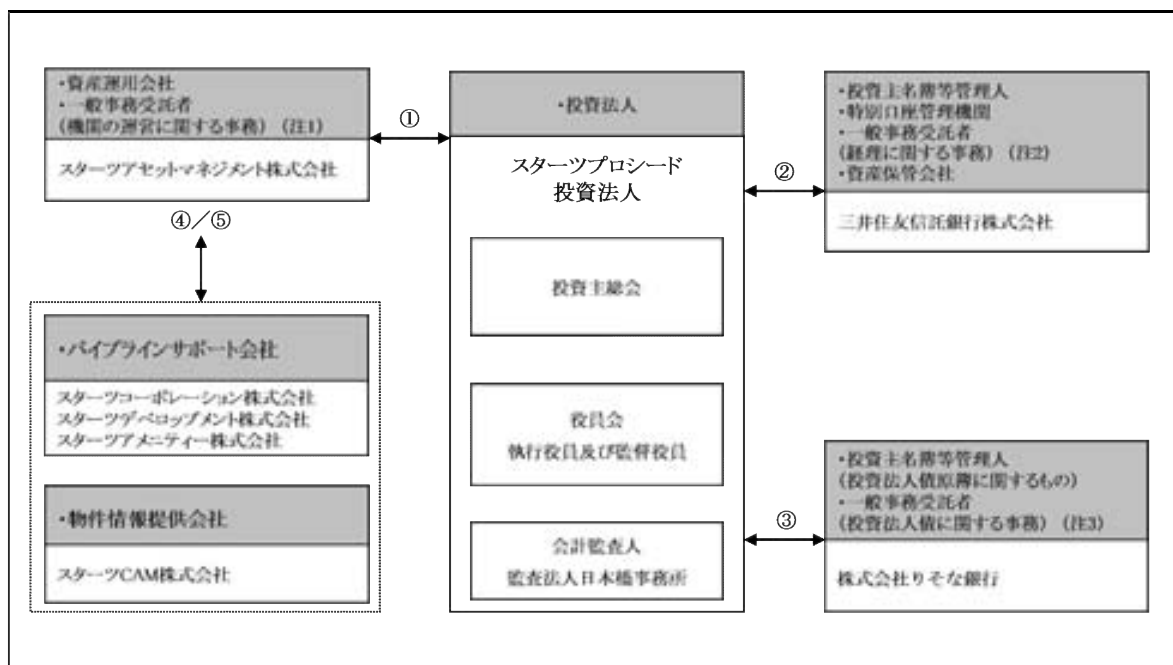 ・資産運用会社
・一般事務受託者
(機関の運営に関する事務) (注1)
スターツアセットマネジメント株式会社
①
④/⑤
・パイプラインサポート会社
スターツコーポレーション株式会社
スターツデベロップメント株式会社
スターツアメニティー株式会社
・物件情報提供会社
スターツCAM株式会社
・投資法人
スターツプロシード
投資法人
投資主総会
役員会
執行役員及び監督役員
会計監査人
監査法人日本橋事務所
②
・投資主名簿等管理人
・特別口座管理機関
・一般事務受託者
(経理に関する事務) (注2)
・資産保管会社
三井住友信託銀行株式会社
③
・投資主名簿等管理人
(投資法人債原簿に関するもの)
・一般事務受託者
(投資法人債に関する事務) (注3)
株式会社りそな銀行